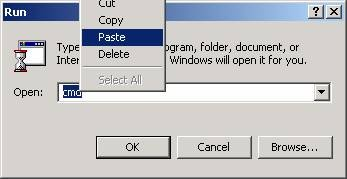 Run
Cut
Copy
Paste
Delete
Select All
Type ogram, folder, document, or
Inter Windows will open it for you.
Open: cmd
OK Cancel Browse...